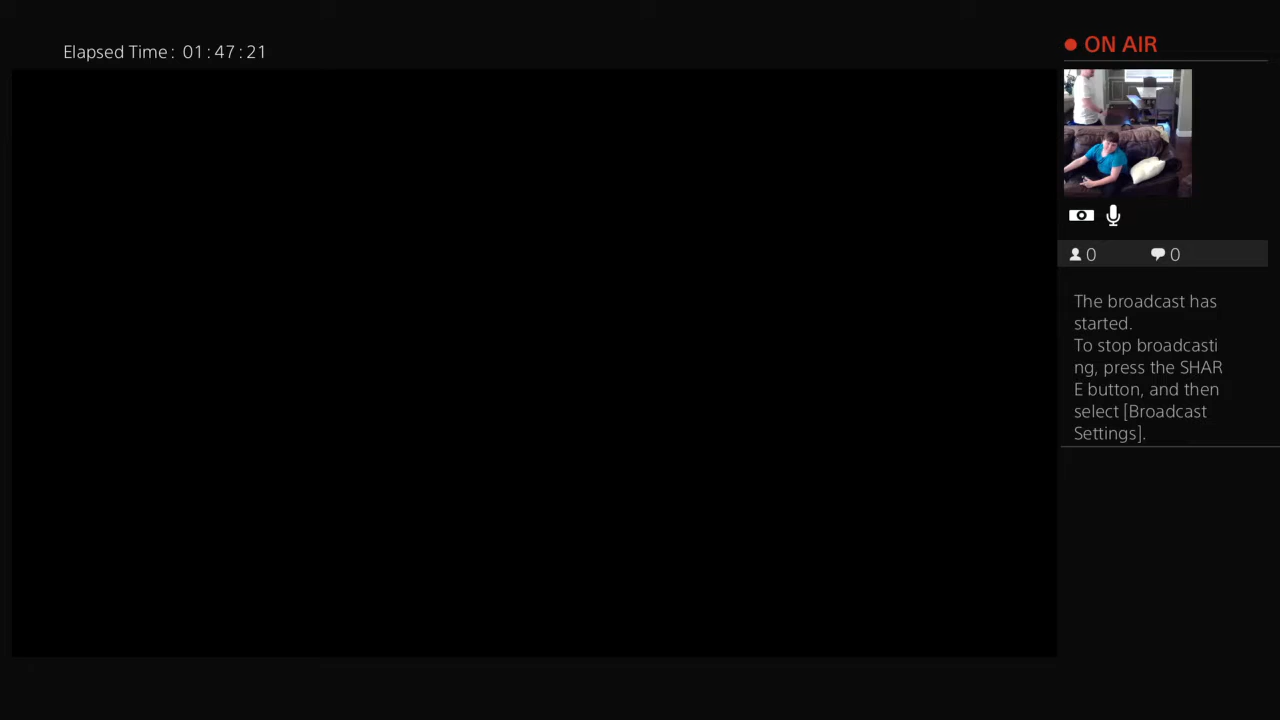 Elapsed Time: 01:47:21
ON AIR
0 0
The broadcast has
started.
To stop broadcasti
ng, press the SHAR
E button, and then
select [Broadcast
Settings].